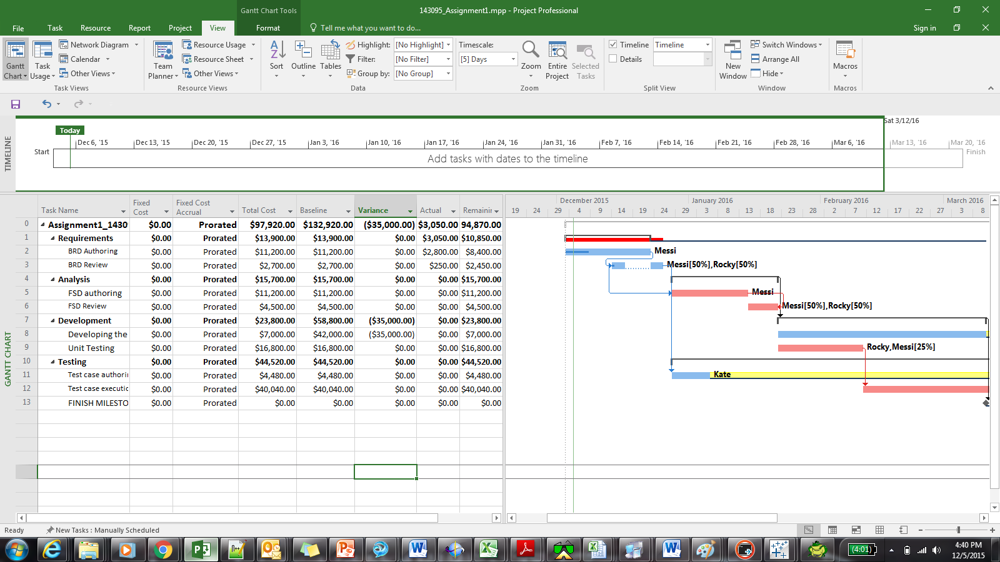 Gantt Chart Tools
143095_Assignment1.mpp - Project Professional
File Task Resource Report Project View Format Tell me what you want to do... Sign in
Gantt Chart
Task Usage
Network Diagram
Calendar
Other Views
Task Views
Team Planner
Resource Usage
Resource Sheet
Other Views
Resource Views
Sort
Outline
Tables
Highlight: [No Highlight]
Filter: [No Filter]
Group by: [No Group]
Data
Timescale:
[5] Days
Zoom
Entire Project
Selected Tasks
Zoom
Timeline Timeline
Details
Split View
New Window
Switch Windows
Arrange All
Hide
Window
Macros
Macros
TIMELINE
Sat 3/12/16
Today
Dec 6, '15 Dec 13, '15 Dec 20, '15 Dec 27, '15 Jan 3, '16 Jan 10, '16 Jan 17, '16 Jan 24, '16 Jan 31, '16 Feb 7, '16 Feb 14, '16 Feb 21, '16 Feb 28, '16 Mar 6, '16 Mar 13, '16 Mar 20, '16
Start
Finish
Add tasks with dates to the timeline
GANTT CHART
Task Name Fixed Cost Fixed Cost Accrual Total Cost Baseline Variance Actual Remainir
0 Assignment1_1430 $0.00 Prorated $97,920.00 $132,920.00 ($35,000.00) $3,050.00 94,870.00
1 Requirements $0.00 Prorated $13,900.00 $13,900.00 $0.00 $3,050.00 $10,850.00
2 BRD Authoring $0.00 Prorated $11,200.00 $11,200.00 $0.00 $2,800.00 $8,400.00
3 BRD Review $0.00 Prorated $2,700.00 $2,700.00 $0.00 $250.00 $2,450.00
4 Analysis $0.00 Prorated $15,700.00 $15,700.00 $0.00 $0.00 $15,700.00
5 FSD authoring $0.00 Prorated $11,200.00 $11,200.00 $0.00 $0.00 $11,200.00
6 FSD Review $0.00 Prorated $4,500.00 $4,500.00 $0.00 $0.00 $4,500.00
7 Development $0.00 Prorated $23,800.00 $58,800.00 ($35,000.00) $0.00 $23,800.00
8 Developing the $0.00 Prorated $7,000.00 $42,000.00 ($35,000.00) $0.00 $7,000.00
9 Unit Testing $0.00 Prorated $16,800.00 $16,800.00 $0.00 $0.00 $16,800.00
10 Testing $0.00 Prorated $44,520.00 $44,520.00 $0.00 $0.00 $44,520.00
11 Test case authori $0.00 Prorated $4,480.00 $4,480.00 $0.00 $0.00 $4,480.00
12 Test case executic $0.00 Prorated $40,040.00 $40,040.00 $0.00 $0.00 $40,040.00
13 FINISH MILESTO $0.00 Prorated $0.00 $0.00 $0.00 $0.00 $0.00
December 2015 January 2016 February 2016 March 2016
19 24 29 4 9 14 19 24 29 3 8 13 18 23 28 2 7 12 17 22 27 3 8
Messi
Messi[50%],Rocky[50%]
Messi
Messi[50%],Rocky[50%]
Rocky,Messi[25%]
Kate
Ready New Tasks : Manually Scheduled
(4:01)
4:40 PM
12/5/2015